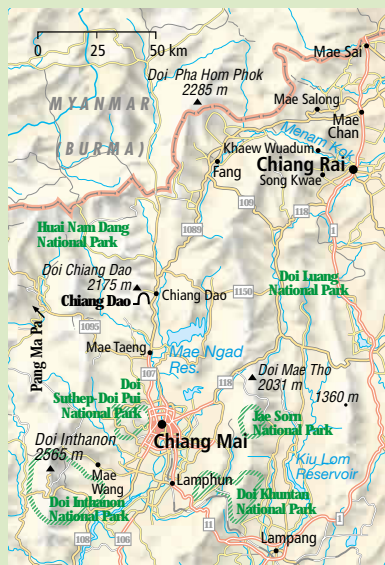 0 25 50 km
Mae Sai
Doi Pha Hom Phok
2285 m
MYANMAR
(BURMA)
Mae Salong
Mae
Chan
Menam Kok
Khaew Wuadun
Chiang Rai
Fang
Song Kwae
109
118
1
1089
Huai Nam Dang
National Park
Doi Chiang Dao
2175 m
Chiang Dao
Chiang Dao
1150
Doi Luang
National Park
Pang Ma Pa
1095
Mae Taeng
Mae Ngad
Res.
107
118
Doi Mae Tho
2031 m
1360 m
Doi
Suthep-Doi Pui
National Park
Jae Sorn
National Park
Doi Inthanon
2565 m
Chiang Mai
Mae
Wang
Kiu Lom
Reservoir
Lamphun
Doi Inthanon
National Park
Doi Khuntan
National Park
11
1
108
106
Lampang